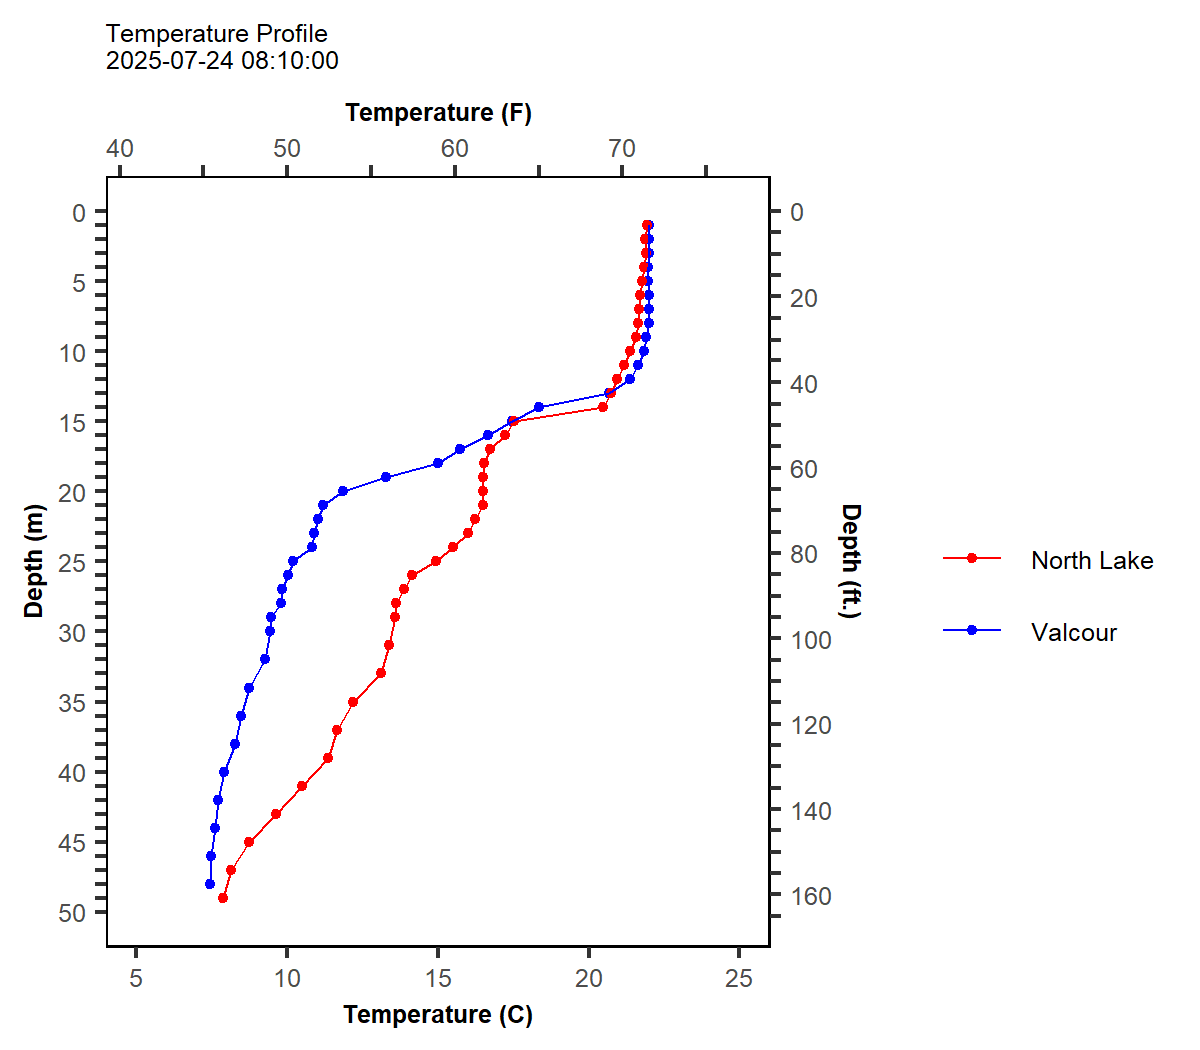 Temperature Profile
2025-07-24 08:10:00
Temperature (F)
40 50 60 70
0
5
10
15
20
25
30
35
40
45
50
Depth (m)
0
20
40
60
80
100
120
140
160
Depth (ft.)
North Lake
Valcour
5 10 15 20 25
Temperature (C)